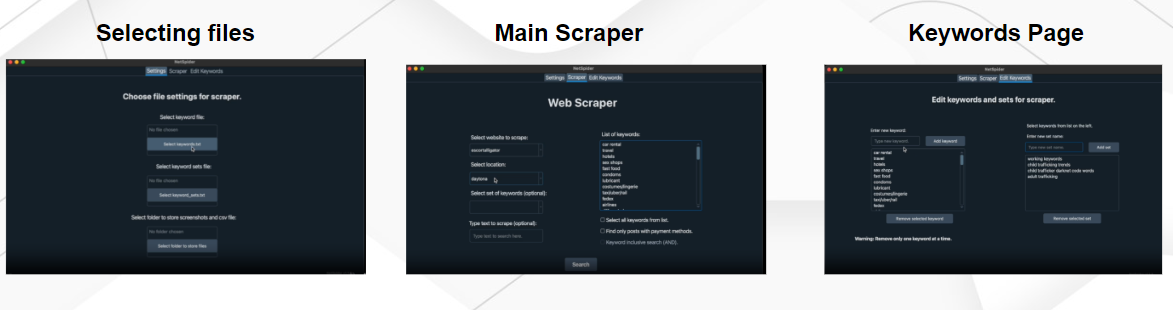 Selecting files
Main Scraper
Keywords Page
NetSpider
Settings Scraper Edit Keywords
Choose file settings for scraper.
Select keyword file:
No file chosen
Select keywords.txt
Select keyword sets file:
No file chosen
Select keyword_sets.txt
Select folder to store screenshots and csv file:
No folder chosen
Select folder to store files
NetSpider
Settings Scraper Edit Keywords
Web Scraper
Select website to scrape:
escortalligator
Select location:
daytona
Select set of keywords (optional):
Type text to scrape (optional):
Type text to search here.
List of keywords:
car rental
travel
hotels
sex shops
fast food
condoms
lubricant
costumes/lingerie
taxi/uber/lyft
fedex
airlines
Select all keywords from list.
Find only posts with payment methods.
Keyword inclusive search (AND).
Search
NetSpider
Settings Scraper Edit Keywords
Edit keywords and sets for scraper.
Enter new keyword:
Type new keyword
Add keyword
car rental
travel
hotels
sex shops
fast food
condoms
lubricant
costumes/lingerie
taxi/uber/lyft
fedex
Remove selected keyword
Warning: Remove only one keyword at a time.
Select keywords from list on the left.
Enter new set name:
Type new set name
Add set
working keywords
child trafficking trends
child trafficker darknet code words
adult trafficking
Remove selected set